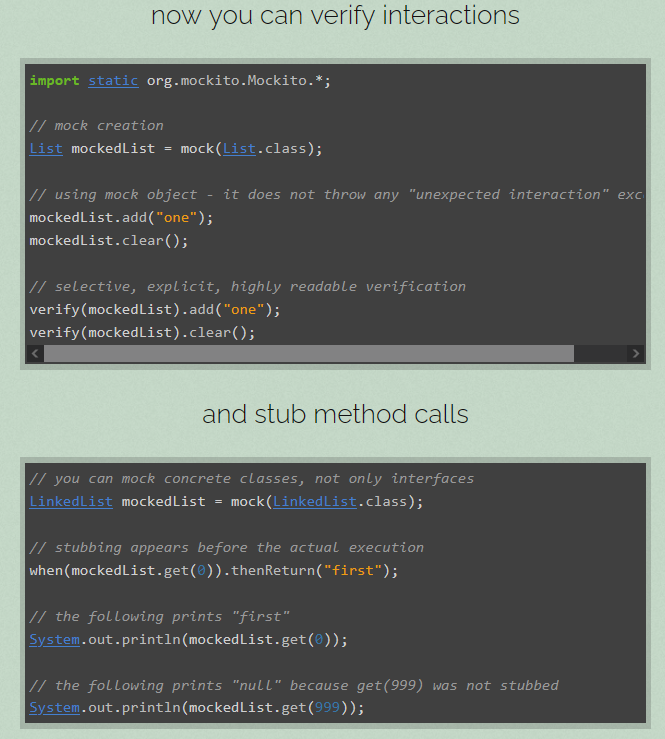 now you can verify interactions
import static org.mockito.Mockito.*;
// mock creation
List mockedList = mock(List.class);
// using mock object - it does not throw any "unexpected interaction" exc
mockedList.add("one");
mockedList.clear();
// selective, explicit, highly readable verification
verify(mockedList).add("one");
verify(mockedList).clear();
and stub method calls
// you can mock concrete classes, not only interfaces
LinkedList mockedList = mock(LinkedList.class);
// stubbing appears before the actual execution
when(mockedList.get(0)).thenReturn("first");
// the following prints "first"
System.out.println(mockedList.get(0));
// the following prints "null" because get(999) was not stubbed
System.out.println(mockedList.get(999));